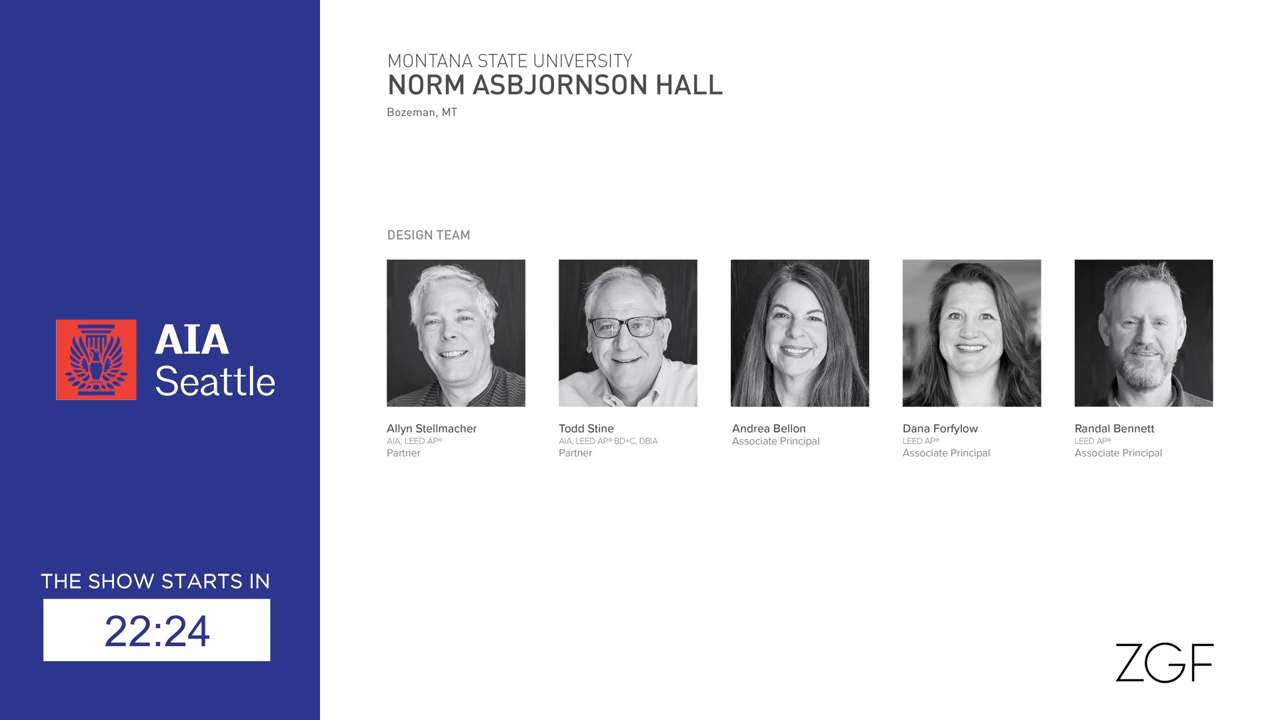 MONTANA STATE UNIVERSITY
NORM ASBJORNSON HALL
Bozeman, MT
DESIGN TEAM
Allyn Stellmacher
AIA, LEED AP®
Partner
Todd Stine
AIA, LEED AP® BD+C, DBIA
Partner
Andrea Bellon
Associate Principal
Dana Forfylow
LEED AP®
Associate Principal
Randal Bennett
LEED AP®
Associate Principal
AIA
Seattle
THE SHOW STARTS IN
22:24
ZGF